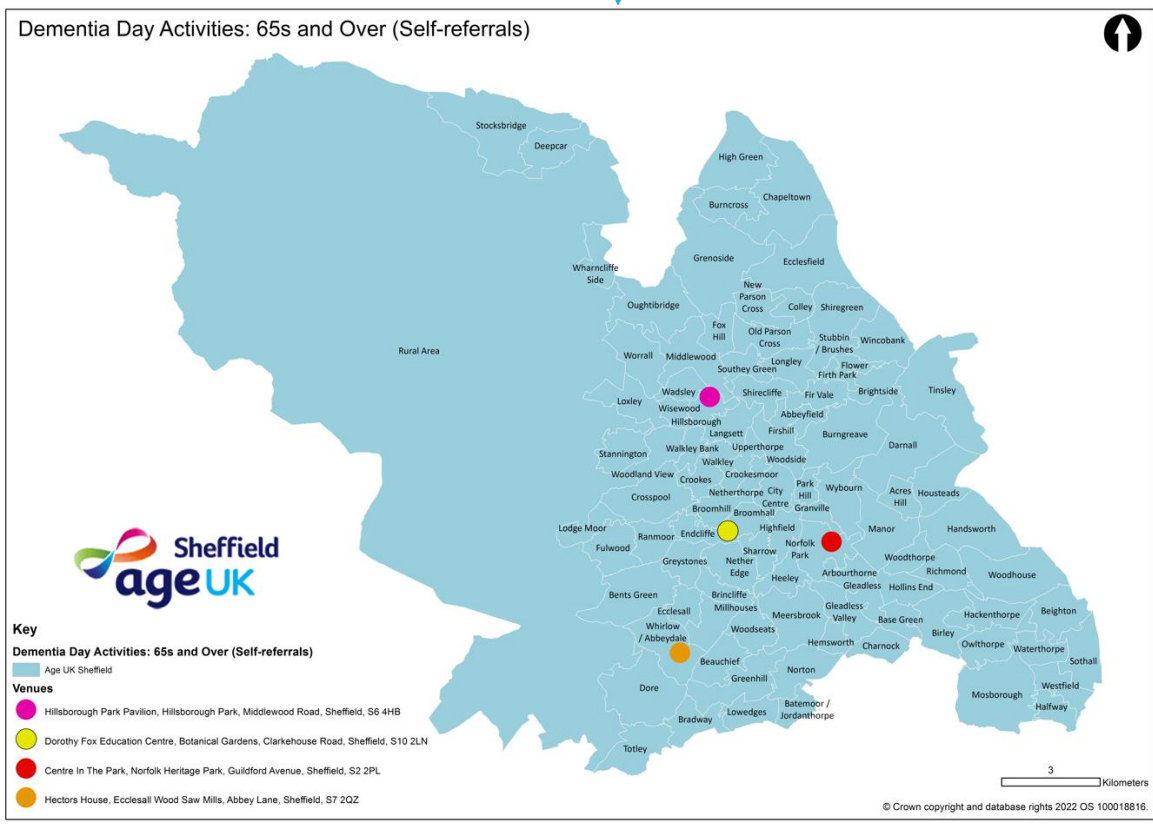 Dementia Day Activities: 65s and Over (Self-referrals)
Stocksbridge
Deepcar
High Green
Chapeltown
Burncross
Grenoside
Ecclesfield
Wharncliffe
Side
Oughtibridge
New
Parson
Cross
Colley
Shiregreen
Fox
Hill
Old Parson
Cross
Stubbin
/ Brushes
Wincobank
Rural Area
Worrall
Middlewood
Longley
Southey Green
Flower
Firth Park
Brightside
Tinsley
Wadsley
Loxley
Shirecliffe
Fir Vale
Wisewood
Hillsborough
Abbeyfield
Langsett
Firshill
Burngreave
Darnall
Stannington
Walkley Bank
Upperthorpe
Walkley
Woodside
Woodland View
Crookes
Crookesmoor
Crosspool
Netherthorpe
City
Centre
Park
Hill
Wybourn
Acres
Hill
Housteads
Broomhill
Broomhall
Granville
Lodge Moor
Ranmoor
Endcliffe
Highfield
Manor
Handsworth
Fulwood
Sharrow
Norfolk
Park
Greystones
Nether
Edge
Woodthorpe
Richmond
Woodhouse
Heeley
Arbourthorne
Gleadless
Hollins End
Bents Green
Brincliffe
Millhouses
Ecclesall
Meersbrook
Gleadless
Valley
Base Green
Hackenthorpe
Beighton
Whirlow
/ Abbeydale
Woodseats
Birley
Hemsworth
Charnock
Owlthorpe
Waterthorpe
Sothall
Beauchief
Norton
Greenhill
Dore
Westfield
Mosborough
Halfway
Bradway
Lowedges
Batemoor /
Jordanthorpe
Totley
Sheffield
age UK
Key
Dementia Day Activities: 65s and Over (Self-referrals)
Age UK Sheffield
Venues
Hillsborough Park Pavilion, Hillsborough Park, Middlewood Road, Sheffield, S6 4HB
Dorothy Fox Education Centre, Botanical Gardens, Clarkehouse Road, Sheffield, S10 2LN
Centre In The Park, Norfolk Heritage Park, Guildford Avenue, Sheffield, S2 2PL
Hectors House, Ecclesall Wood Saw Mills, Abbey Lane, Sheffield, S7 2QZ
3
Kilometers
© Crown copyright and database rights 2022 OS 100018816.